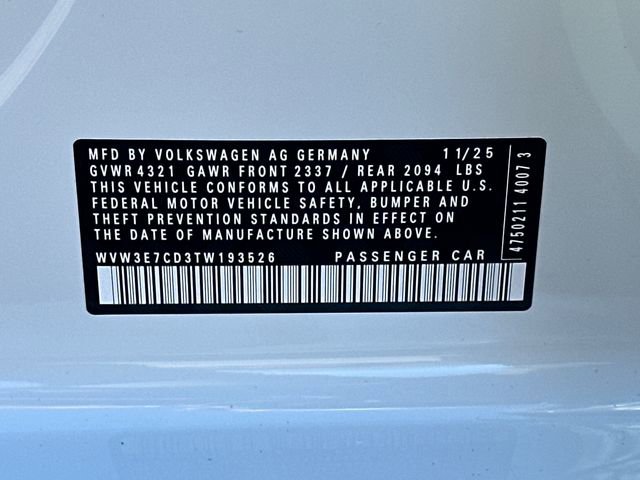 MFD BY VOLKSWAGEN AG GERMANY 11/25
GVWR 4321 GAWR FRONT 2337 / REAR 2094 LBS
THIS VEHICLE CONFORMS TO ALL APPLICABLE U.S.
FEDERAL MOTOR VEHICLE SAFETY, BUMPER AND
THEFT PREVENTION STANDARDS IN EFFECT ON
THE DATE OF MANUFACTURE SHOWN ABOVE.
WVW3E7CD3TW193526 PASSENGER CAR
4750211 4007 3